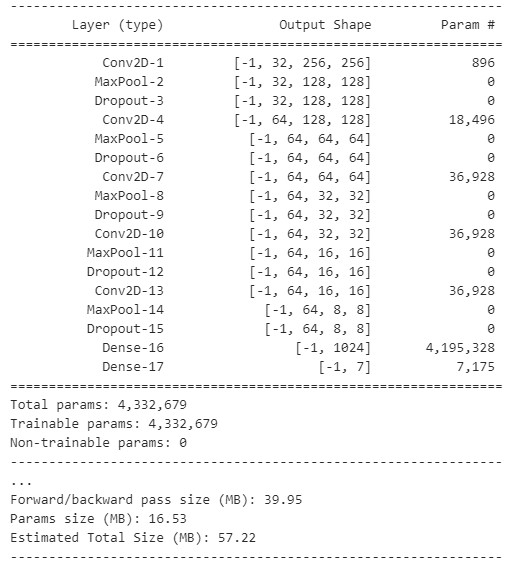 ----------------------------------------------------------------
Layer (type) Output Shape Param #
================================================================
Conv2D-1 [-1, 32, 256, 256] 896
MaxPool-2 [-1, 32, 128, 128] 0
Dropout-3 [-1, 32, 128, 128] 0
Conv2D-4 [-1, 64, 128, 128] 18,496
MaxPool-5 [-1, 64, 64, 64] 0
Dropout-6 [-1, 64, 64, 64] 0
Conv2D-7 [-1, 64, 64, 64] 36,928
MaxPool-8 [-1, 64, 32, 32] 0
Dropout-9 [-1, 64, 32, 32] 0
Conv2D-10 [-1, 64, 32, 32] 36,928
MaxPool-11 [-1, 64, 16, 16] 0
Dropout-12 [-1, 64, 16, 16] 0
Conv2D-13 [-1, 64, 16, 16] 36,928
MaxPool-14 [-1, 64, 8, 8] 0
Dropout-15 [-1, 64, 8, 8] 0
Dense-16 [-1, 1024] 4,195,328
Dense-17 [-1, 7] 7,175
================================================================
Total params: 4,332,679
Trainable params: 4,332,679
Non-trainable params: 0
----------------------------------------------------------------
...
Forward/backward pass size (MB): 39.95
Params size (MB): 16.53
Estimated Total Size (MB): 57.22
----------------------------------------------------------------